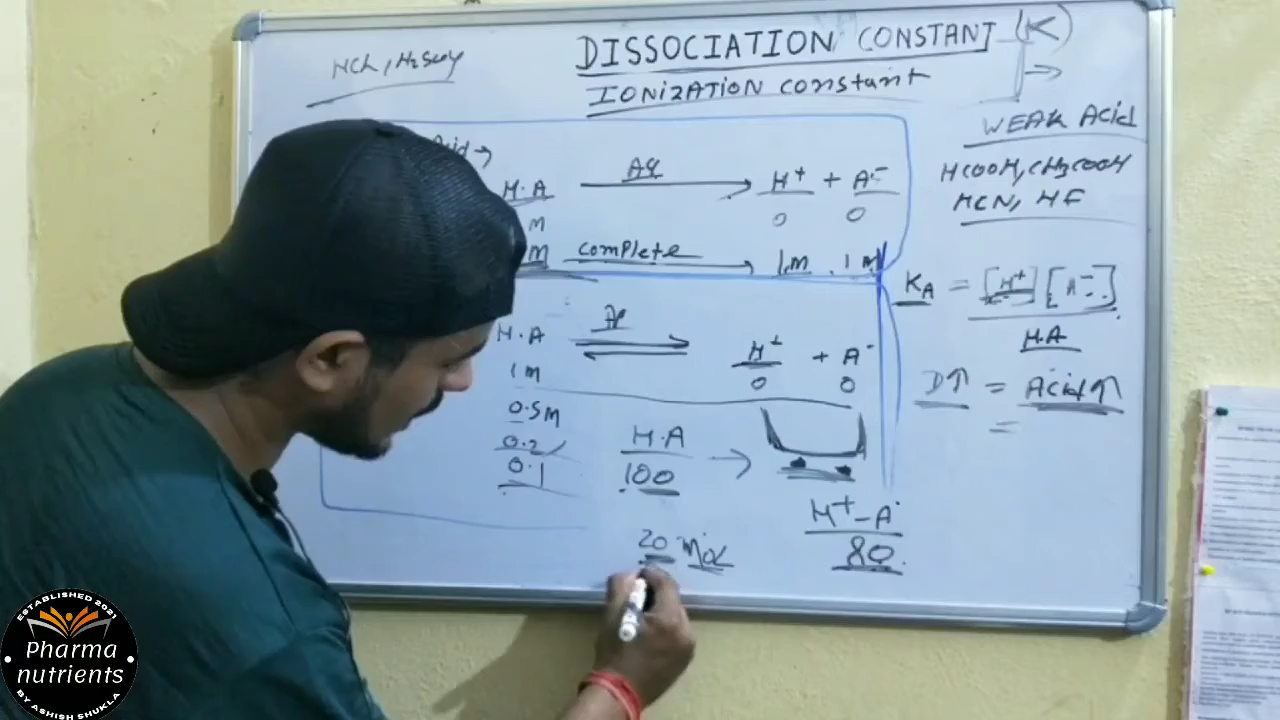 DISSOCIATION CONSTANT (K)
IONIZATION constant
HCl, H2SO4
Acid →
H.A Aq → H+ + A-
M 0 0
M complete → 1M, 1M
H.A ⇌ H+ + A-
1M 0 0
0.5M
0.2
0.1
H.A →
100
20 Mol
H+ – A-
80
WEAK Acid
HCOOH, CH3COOH
HCN, HF
KA = [H+] [A-]
H.A
D↑ = Acid↑
=
ESTABLISHED 2021
Pharma
nutrients
BY ASHISH SHUKLA